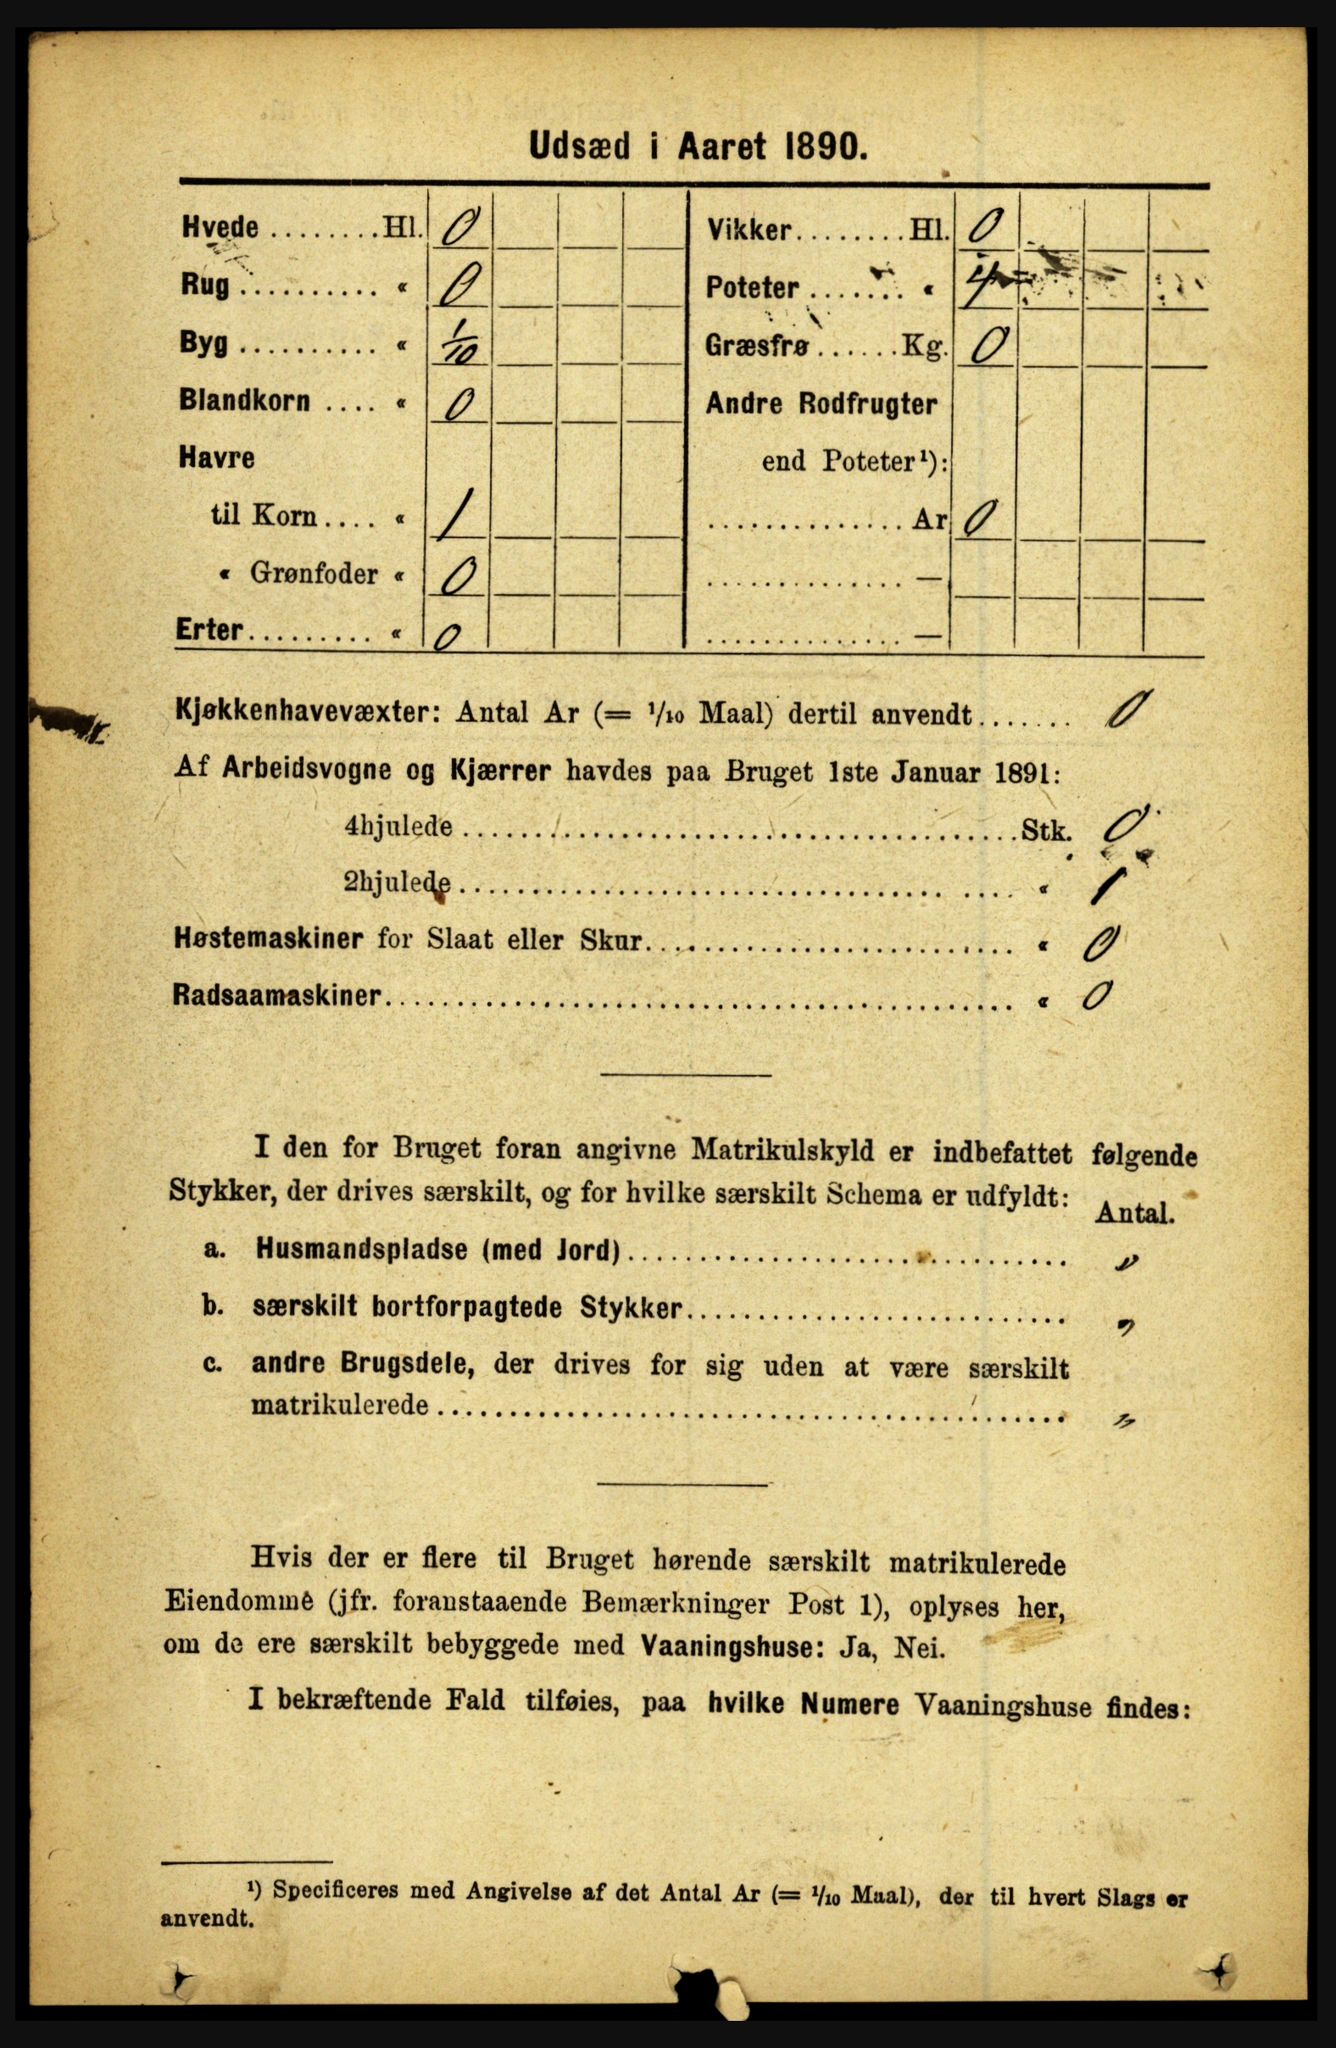 Udsæd i Aaret 1890.
Hvede ........ Hl. 0
Rug .......... « 0
Byg .......... « 1/10
Blandkorn .... « 0
Havre
til Korn .... « 1
« Grønfoder « 0
Erter ......... « 0
Vikker ........ Hl. 0
Poteter ....... «
Græsfrø ...... Kg. 0
Andre Rodfrugter
end Poteter¹):
.............. Ar 0
.............. —
.............. —
Kjøkkenhavevæxter: Antal Ar (= 1/10 Maal) dertil anvendt ....... 0
Af Arbeidsvogne og Kjærrer havdes paa Bruget 1ste Januar 1891:
4hjulede ........................................ Stk. 0
2hjulede ........................................ « 1
Høstemaskiner for Slaat eller Skur ........................... « 0
Radsaamaskiner ............................................. « 0
I den for Bruget foran angivne Matrikulskyld er indbefattet følgende
Stykker, der drives særskilt, og for hvilke særskilt Schema er udfyldt: Antal.
a. Husmandspladse (med Jord) ............................... „
b. særskilt bortforpagtede Stykker ........................... „
c. andre Brugsdele, der drives for sig uden at være særskilt
matrikulerede ............................................. „
Hvis der er flere til Bruget hørende særskilt matrikulerede
Eiendomme (jfr. foranstaaende Bemærkninger Post 1), oplyses her,
om de ere særskilt bebyggede med Vaaningshuse: Ja, Nei.
I bekræftende Fald tilføies, paa hvilke Numere Vaaningshuse findes:
¹) Specificeres med Angivelse af det Antal Ar (= 1/10 Maal), der til hvert Slags er
anvendt.